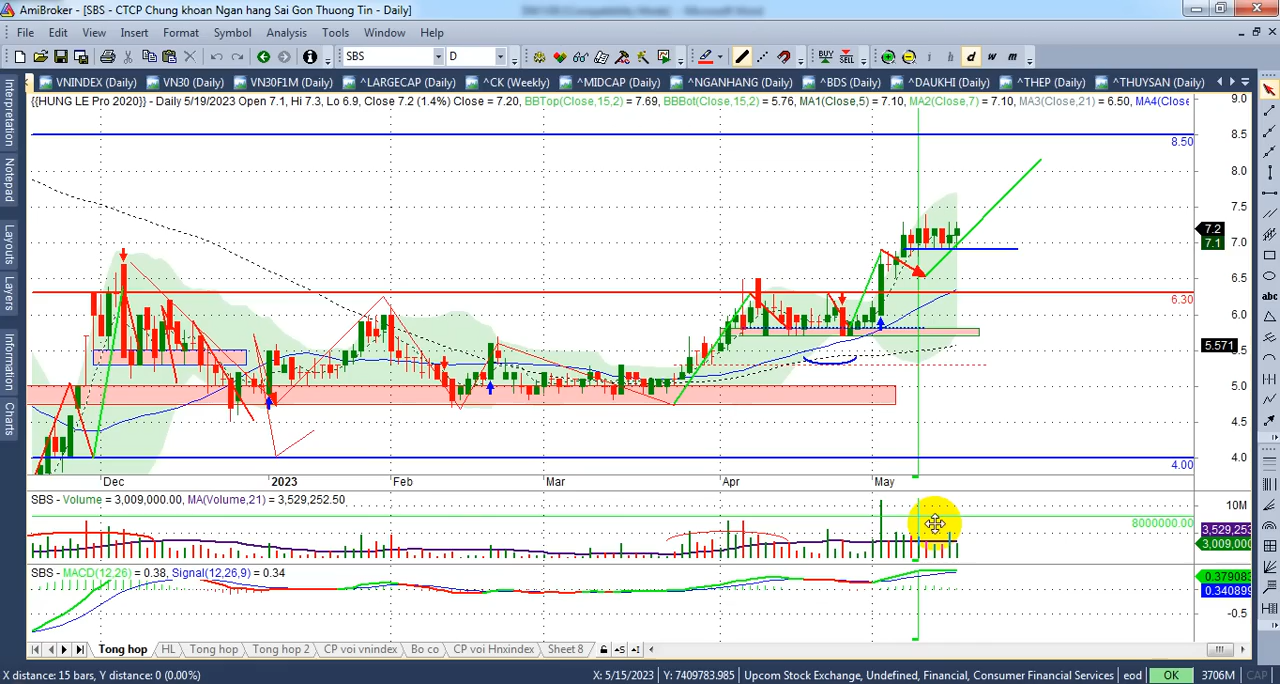 AmiBroker - [SBS - CTCP Chung khoan Ngan hang Sai Gon Thuong Tin - Daily]
File Edit View Insert Format Symbol Analysis Tools Window Help
SBS D BUY SELL i h d w m
VNINDEX (Daily) VN30 (Daily) VN30F1M (Daily) ^LARGECAP (Daily) ^CK (Weekly) ^MIDCAP (Daily) ^NGANHANG (Daily) ^BDS (Daily) ^DAUKHI (Daily) ^THEP (Daily) ^THUYSAN (Daily)
{{HUNG LE Pro 2020}} - Daily 5/19/2023 Open 7.1, Hi 7.3, Lo 6.9, Close 7.2 (1.4%) Close = 7.20, BBTop(Close,15,2) = 7.69, BBBot(Close,15,2) = 5.76, MA1(Close,5) = 7.10, MA2(Close,7) = 7.10, MA3(Close,21) = 6.50, MA4(Close
Interpretation
Notepad
Layouts
Layers
Information
Charts
abc
9.0
8.5
8.50
8.0
7.5
7.2
7.1
7.0
6.5
6.30
6.0
5.571
5.5
5.0
4.5
4.0
4.00
Dec 2023 Feb Mar Apr May
SBS - Volume = 3,009,000.00, MA(Volume,21) = 3,529,252.50
10M
8000000.00
3,529,253
3,009,000
SBS - MACD(12,26) = 0.38, Signal(12,26,9) = 0.34
0.379083
0.340899
-0.5
Tong hop HL Tong hop Tong hop 2 CP voi vnindex Bo co CP voi Hnxindex Sheet 8
X distance: 15 bars, Y distance: 0 (0.00%) X: 5/15/2023 Y: 7409783.985 Upcom Stock Exchange, Undefined, Financial, Consumer Financial Services eod OK 3706M CAP